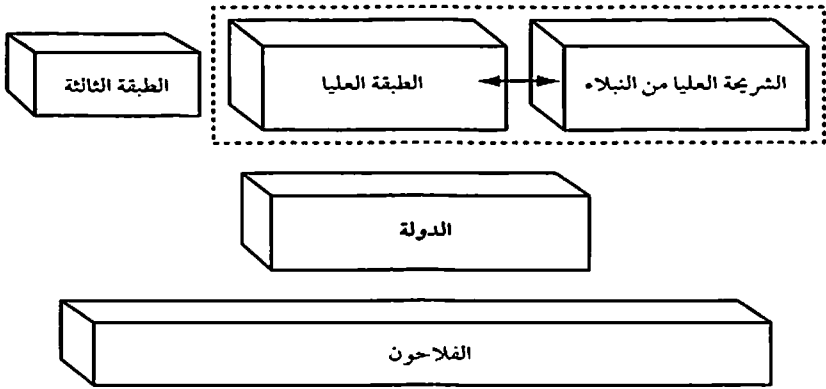 الشريحة العليا من النبلاء
الطبقة العليا
الطبقة الثالثة
الدولة
الفلاحون